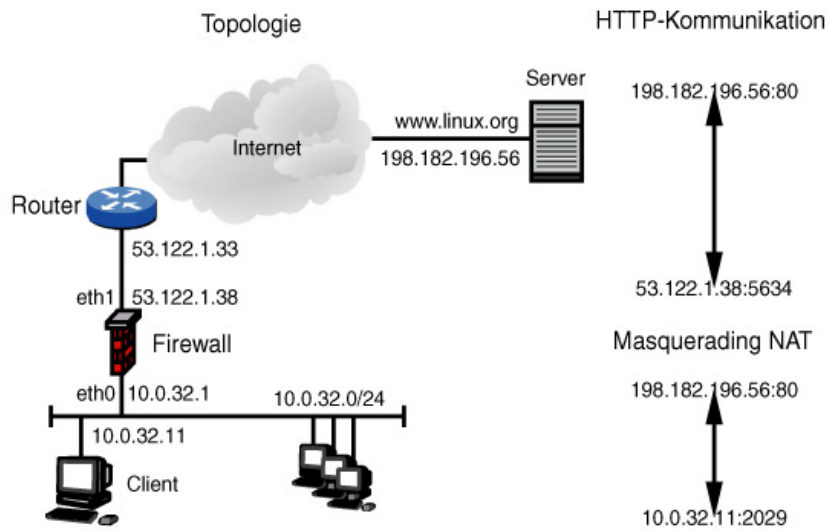 Topologie
HTTP-Kommunikation
Server
198.182.196.56:80
www.linux.org
Internet
198.182.196.56
Router
53.122.1.33
eth1
53.122.1.38
53.122.1.38:5634
Firewall
Masquerading NAT
eth0
10.0.32.1
10.0.32.0/24
198.182.196.56:80
10.0.32.11
Client
10.0.32.11:2029